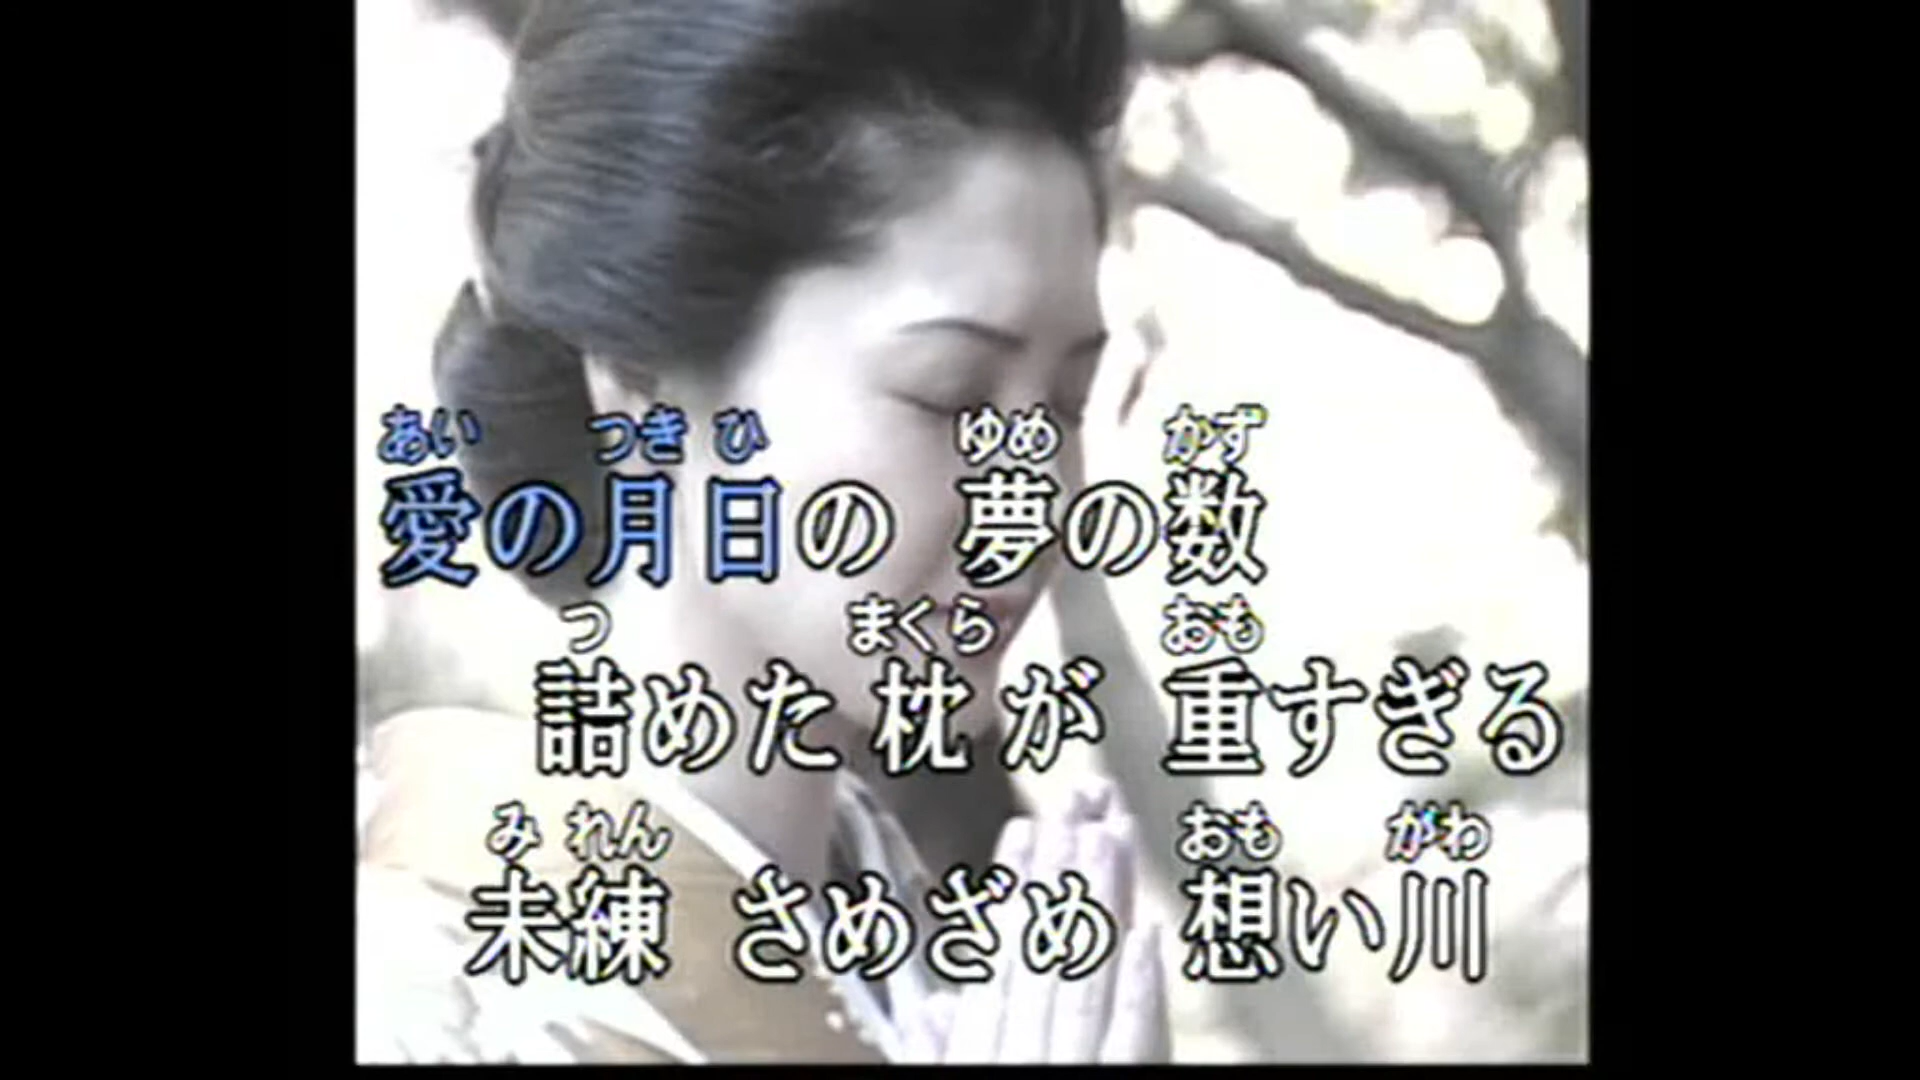 あい つき ひ ゆめ かず
愛の月日の 夢の数
つ まくら おも
詰めた枕が 重すぎる
み れん おも がわ
未練 さめざめ 想い川